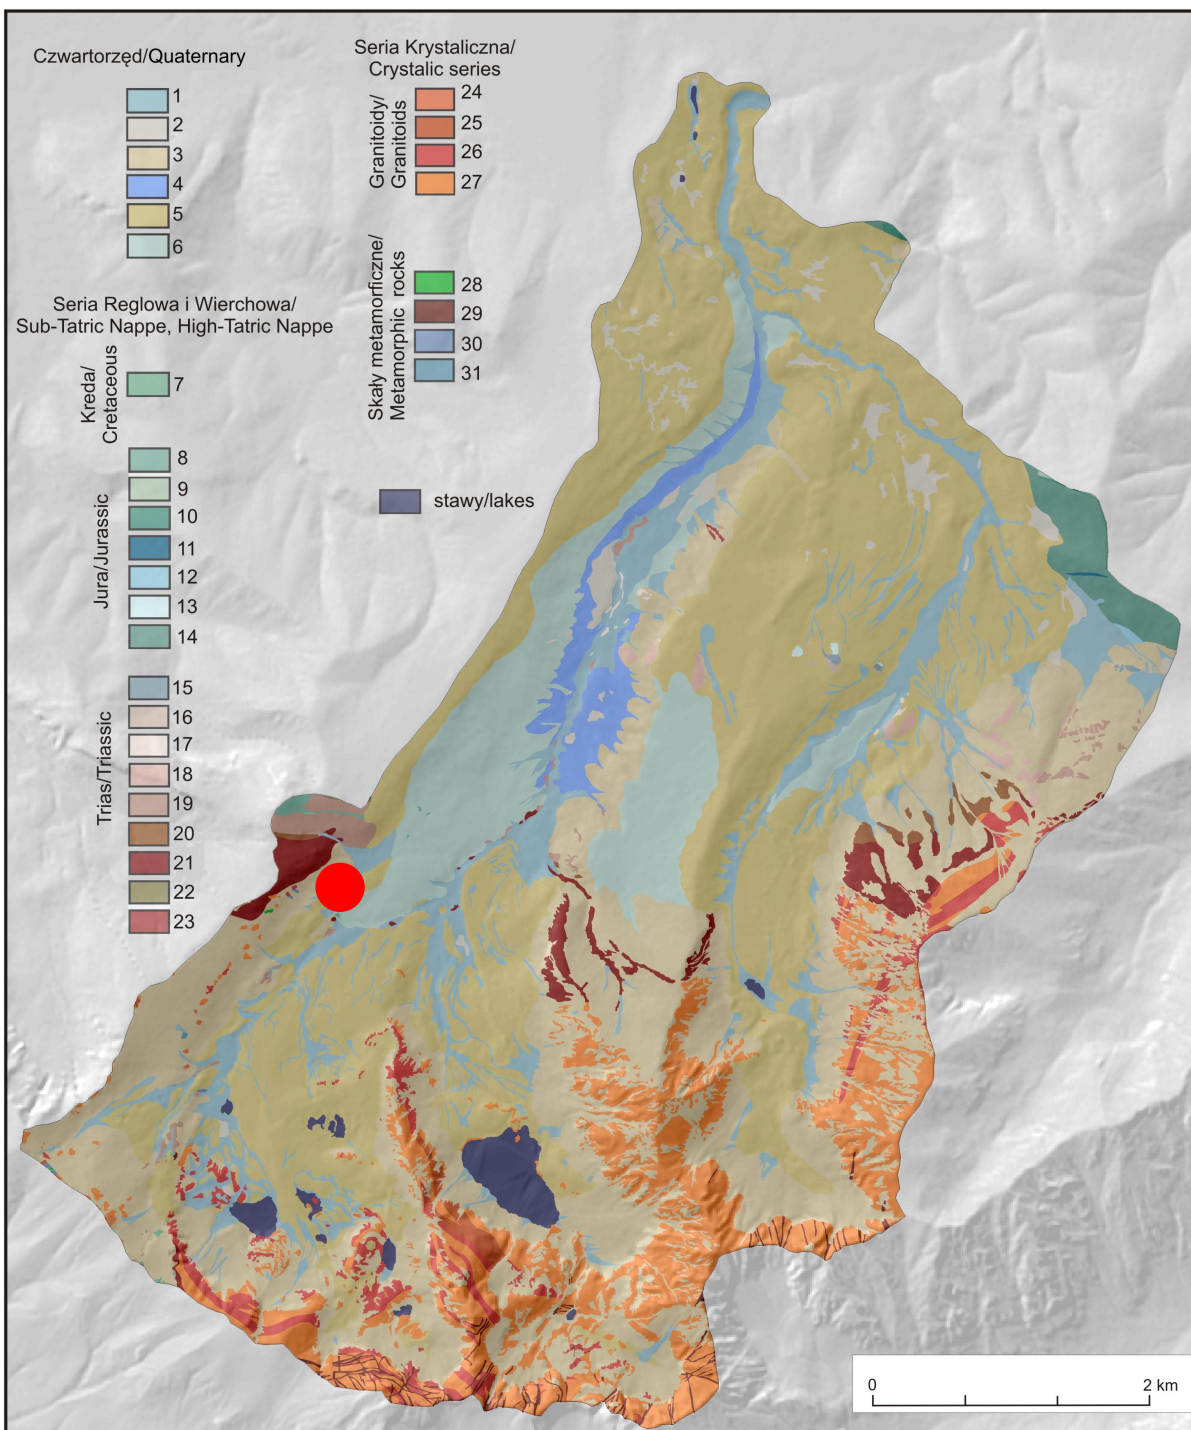 Czwartorzęd/Quaternary
1
2
3
4
5
6
Seria Reglowa i Wierchowa/
Sub-Tatric Nappe, High-Tatric Nappe
Kreda/
Cretaceous
7
Jura/Jurassic
8
9
10
11
12
13
14
Trias/Triassic
15
16
17
18
19
20
21
22
23
Seria Krystaliczna/
Crystalic series
Granitoidy/
Granitoids
24
25
26
27
Skały metamorficzne/
Metamorphic rocks
28
29
30
31
stawy/lakes
0 2 km